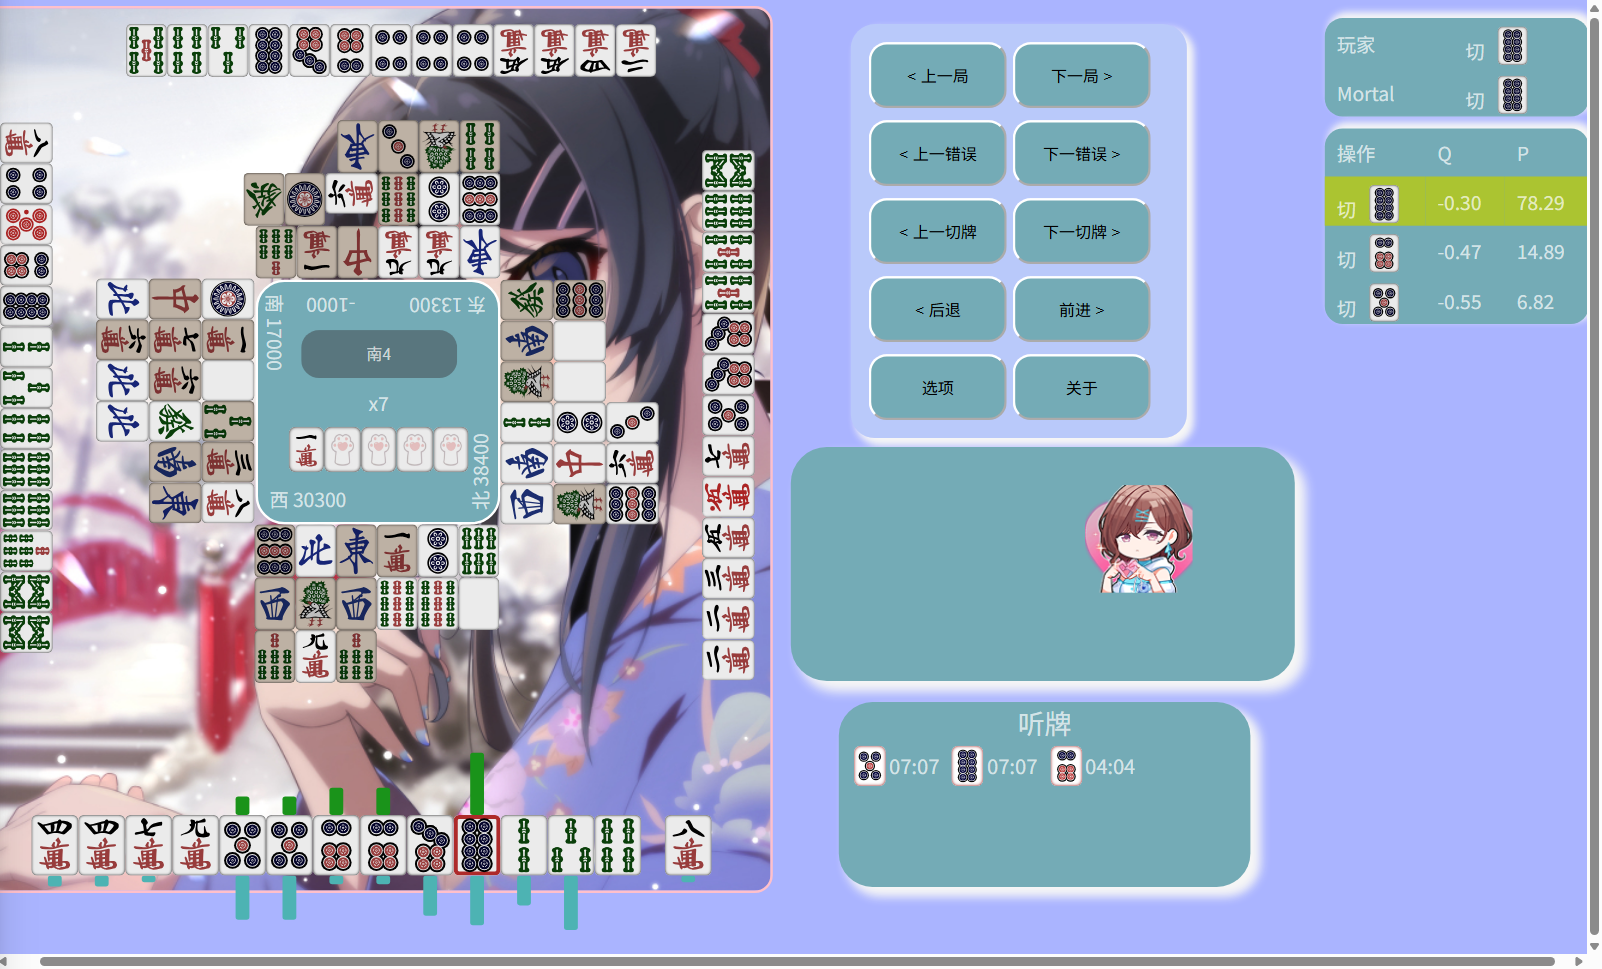 < 上一局
下一局 >
< 上一错误
下一错误 >
< 上一切牌
下一切牌 >
< 后退
前进 >
选项
关于
玩家 切
Mortal 切
操作 Q P
切 -0.30 78.29
切 -0.47 14.89
切 -0.55 6.82
东 13300 -1000
南 17000
南4
x7
北 38400
西 30300
听牌
07:07 07:07 04:04